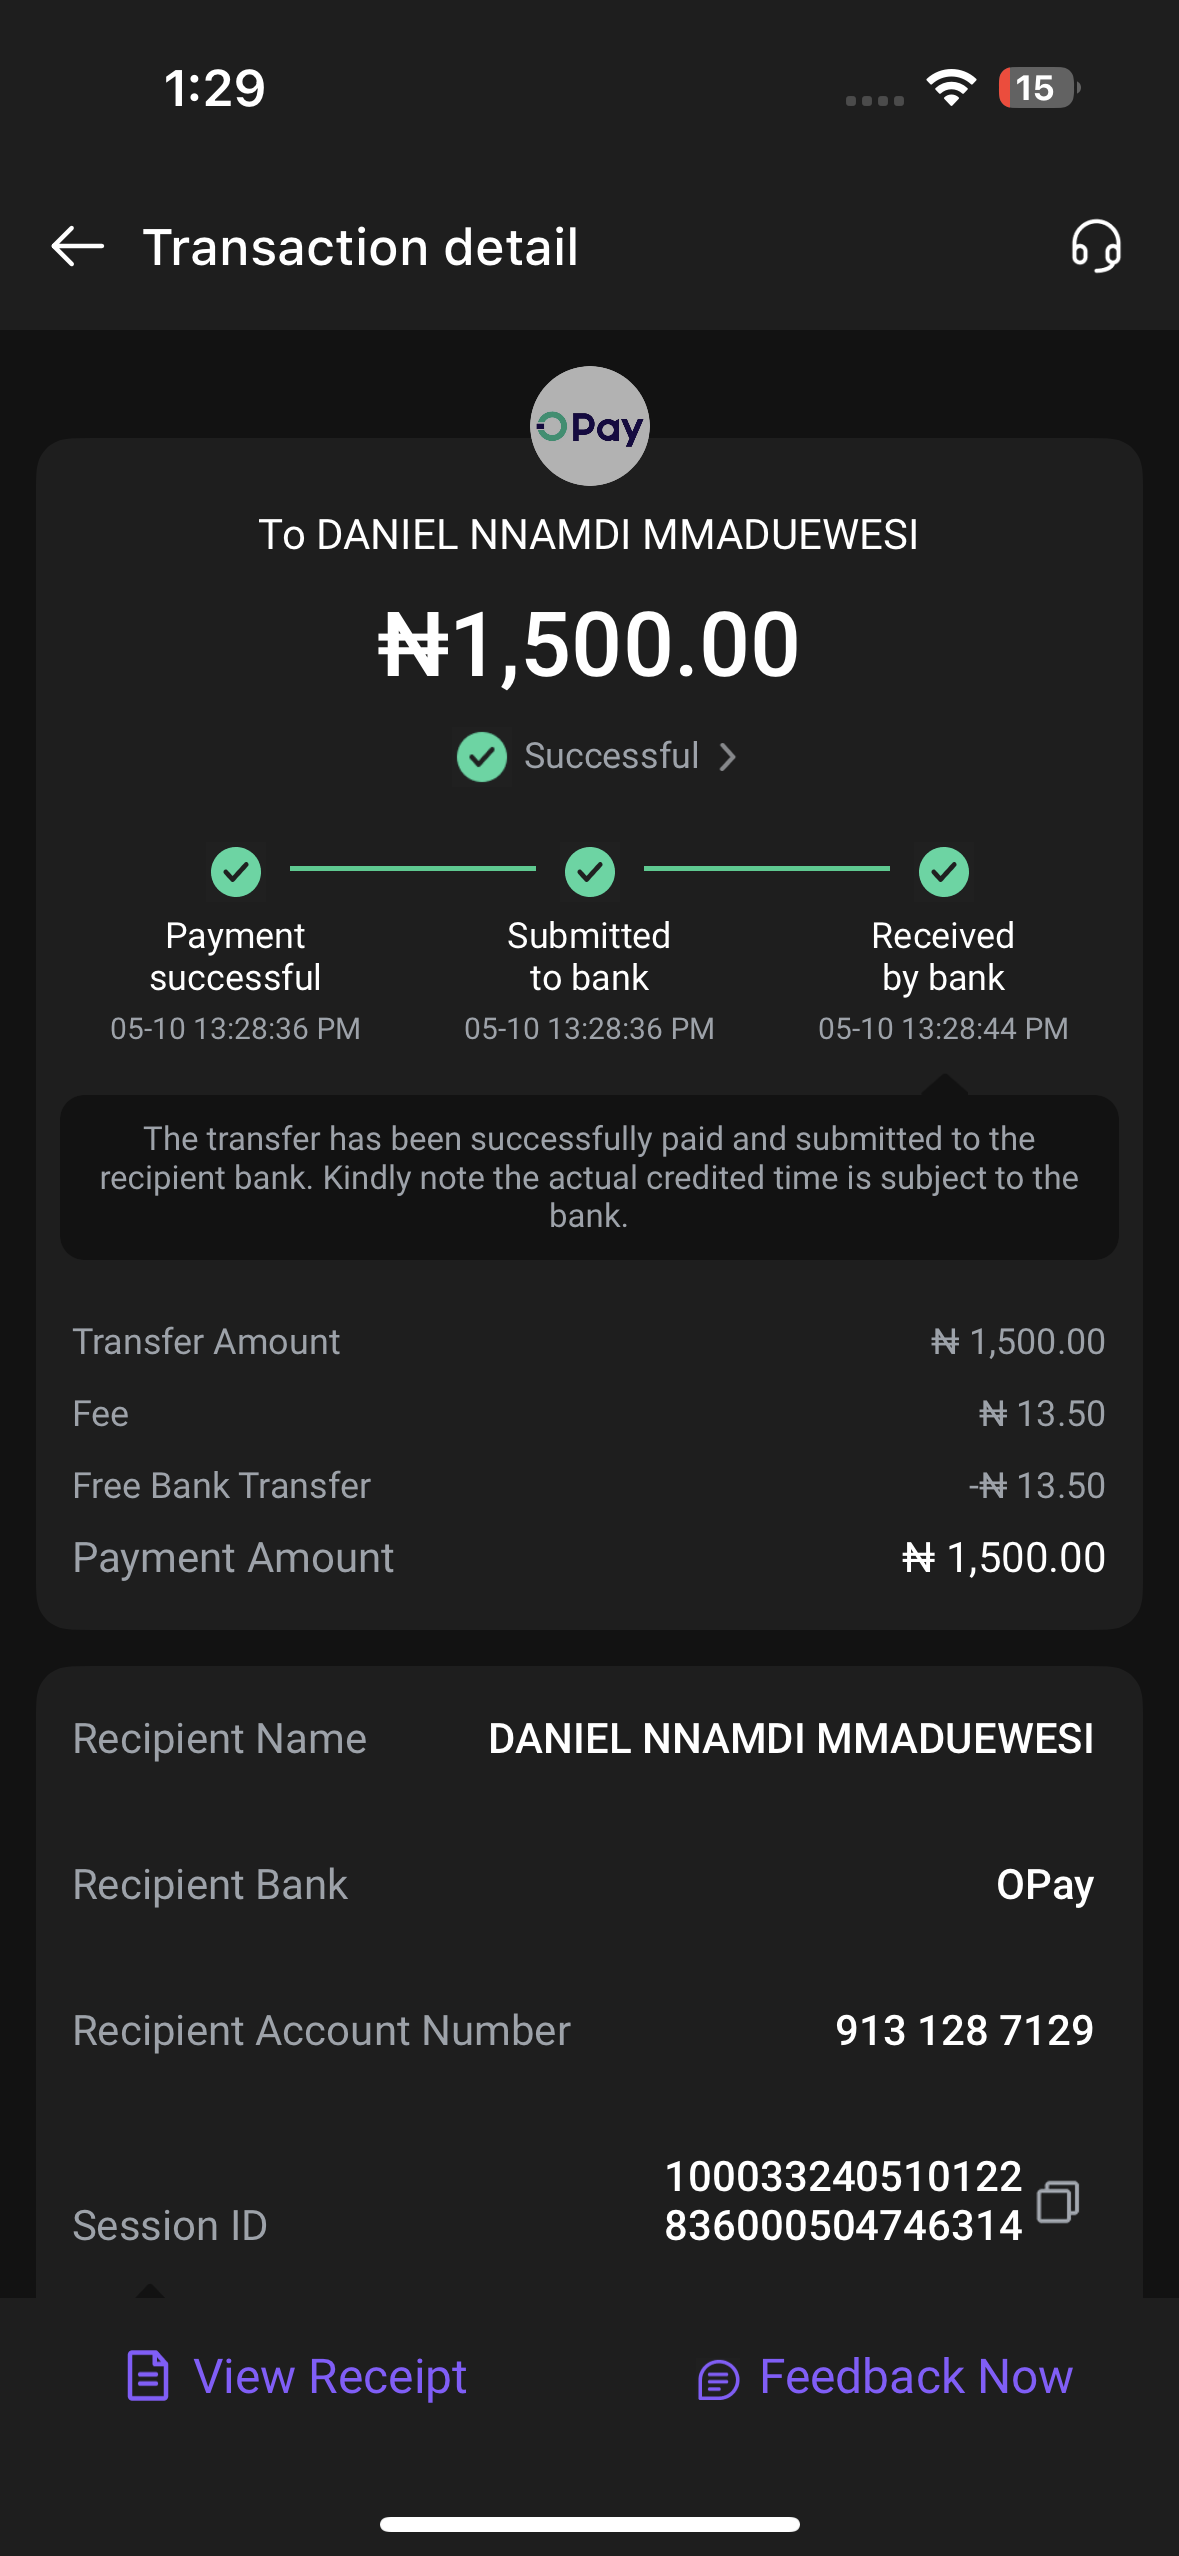 1:29
15
Transaction detail
OPay
To DANIEL NNAMDI MMADUEWESI
₦1,500.00
Successful
Payment successful
05-10 13:28:36 PM
Submitted to bank
05-10 13:28:36 PM
Received by bank
05-10 13:28:44 PM
The transfer has been successfully paid and submitted to the
recipient bank. Kindly note the actual credited time is subject to the
bank.
Transfer Amount ₦ 1,500.00
Fee ₦ 13.50
Free Bank Transfer -₦ 13.50
Payment Amount ₦ 1,500.00
Recipient Name DANIEL NNAMDI MMADUEWESI
Recipient Bank OPay
Recipient Account Number 913 128 7129
Session ID 100033240510122
836000504746314
View Receipt
Feedback Now